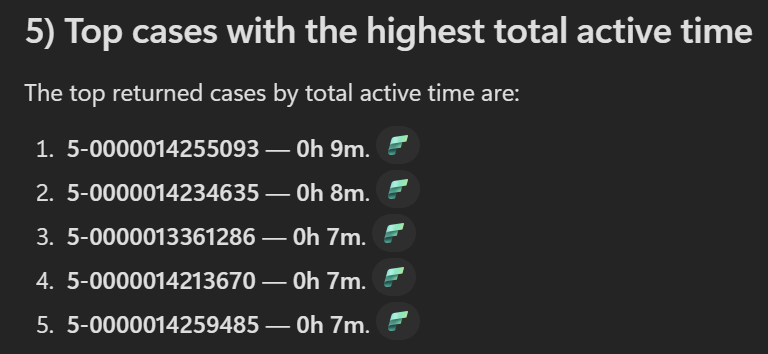 5) Top cases with the highest total active time
The top returned cases by total active time are:
1. 5-0000014255093 — 0h 9m.
2. 5-0000014234635 — 0h 8m.
3. 5-0000013361286 — 0h 7m.
4. 5-0000014213670 — 0h 7m.
5. 5-0000014259485 — 0h 7m.